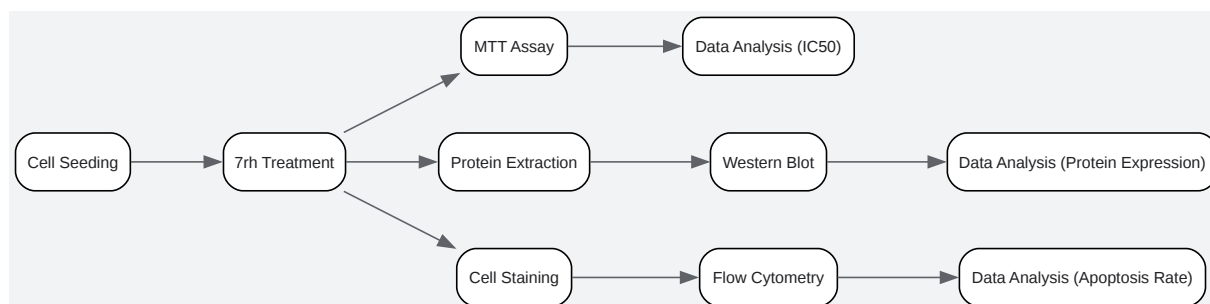 MTT Assay
Data Analysis (IC50)
Cell Seeding
7rh Treatment
Protein Extraction
Western Blot
Data Analysis (Protein Expression)
Cell Staining
Flow Cytometry
Data Analysis (Apoptosis Rate)